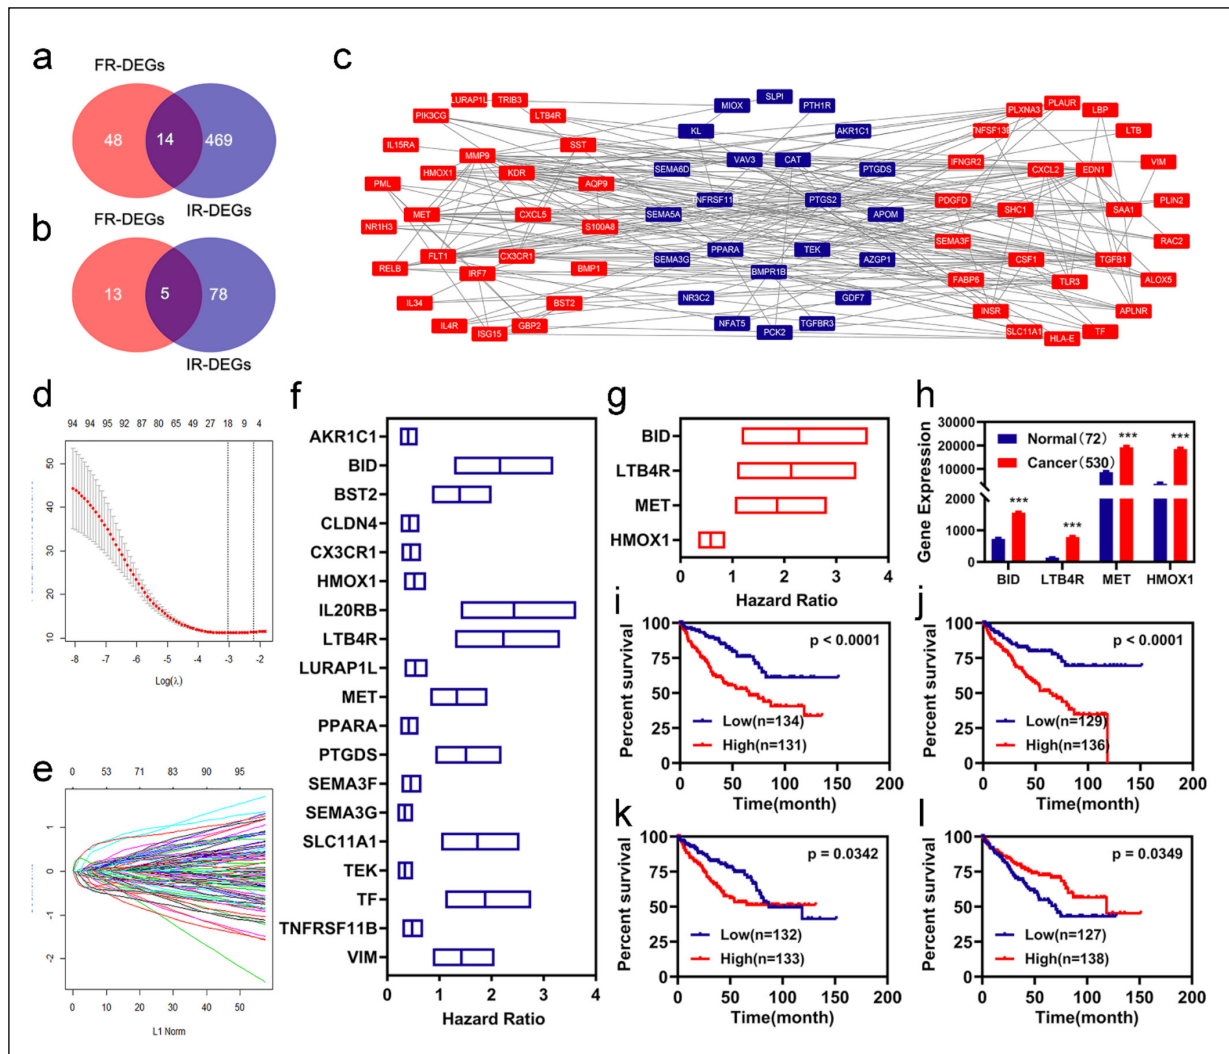 a
FR-DEGs
48
14
469
IR-DEGs
b
FR-DEGs
13
5
78
IR-DEGs
c
LURAP1L
TRIB3
PIK3CG
LTB4R
IL15RA
SST
MMP9
HMOX1
KDR
PML
AQP9
MET
CXCL5
NR1H3
S100A8
FLT1
CX3CR1
RELB
IRF7
BMP1
IL34
BST2
IL4R
ISG15
GBP2
SLPI
MIOX
PTH1R
KL
AKR1C1
VAV3
CAT
SEMA6D
PTGDS
NFRSF11
PTGS2
SEMA5A
APOM
PPARA
TEK
SEMA3G
AZGP1
BMPR1B
NR3C2
GDF7
NFAT5
TGFBR3
PCK2
PLXNA3
PLAUR
LBP
TNFSF13B
LTB
IFNGR2
VIM
CXCL2
EDN1
PDGFD
PLIN2
SHC1
SAA1
SEMA3F
RAC2
CSF1
TGFB1
FABP6
TLR3
ALOX5
INSR
APLNR
SLC11A1
TF
HLA-E
d
94 94 95 92 87 80 65 49 27 18 9 4
50
40
30
20
10
-8 -7 -6 -5 -4 -3 -2
Log(λ)
e
0 53 71 83 90 95
1
0
-1
-2
0 10 20 30 40 50
L1 Norm
f
AKR1C1
BID
BST2
CLDN4
CX3CR1
HMOX1
IL20RB
LTB4R
LURAP1L
MET
PPARA
PTGDS
SEMA3F
SEMA3G
SLC11A1
TEK
TF
TNFRSF11B
VIM
0 1 2 3 4
Hazard Ratio
g
BID
LTB4R
MET
HMOX1
0 1 2 3 4
Hazard Ratio
h
Gene Expression
30000
20000
10000
2000
1000
0
Normal(72)
Cancer(530)
*** *** *** ***
BID LTB4R MET HMOX1
i
Percent survival
100
75
50
25
0
p < 0.0001
Low(n=134)
High(n=131)
0 50 100 150 200
Time(month)
j
Percent survival
100
75
50
25
0
p < 0.0001
Low(n=129)
High(n=136)
0 50 100 150 200
Time(month)
k
Percent survival
100
75
50
25
0
p = 0.0342
Low(n=132)
High(n=133)
0 50 100 150 200
Time(month)
l
Percent survival
100
75
50
25
0
p = 0.0349
Low(n=127)
High(n=138)
0 50 100 150 200
Time(month)